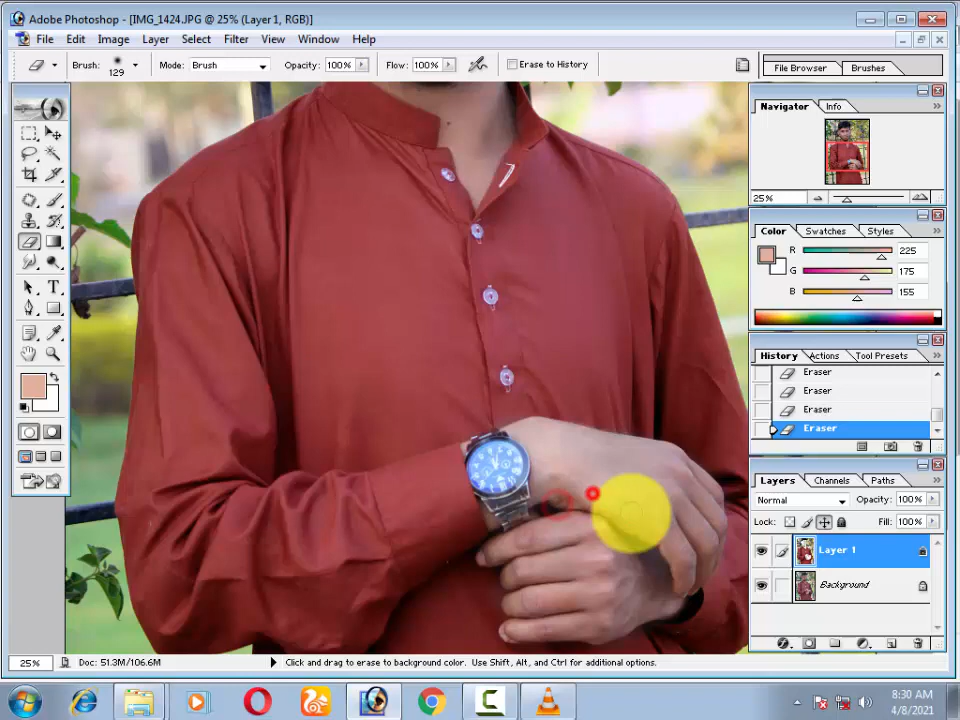 Adobe Photoshop - [IMG_1424.JPG @ 25% (Layer 1, RGB)]
File Edit Image Layer Select Filter View Window Help
Brush: 129 Mode: Brush Opacity: 100% Flow: 100% Erase to History File Browser Brushes
Navigator Info
25%
Color Swatches Styles
R 225
G 175
B 155
History Actions Tool Presets
Eraser
Eraser
Eraser
Eraser
Layers Channels Paths
Normal Opacity: 100%
Lock: Fill: 100%
Layer 1
Background
25% Doc: 51.3M/106.6M Click and drag to erase to background color. Use Shift, Alt, and Ctrl for additional options.
8:30 AM
4/8/2021